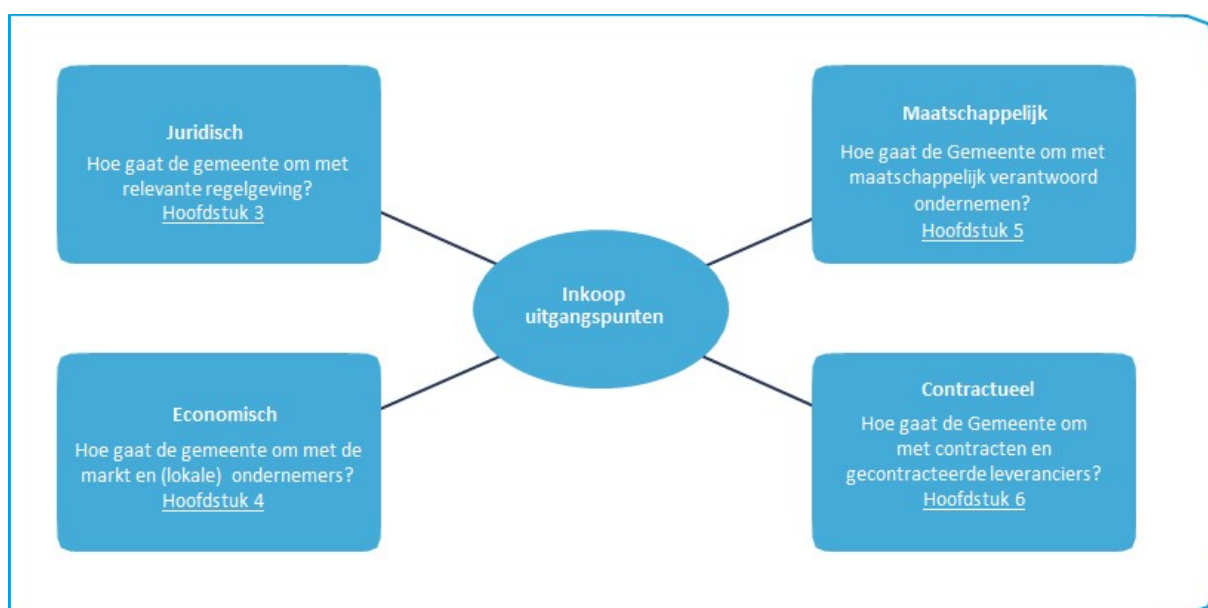 Juridisch
Hoe gaat de gemeente om met
relevante regelgeving?
Hoofdstuk 3
Maatschappelijk
Hoe gaat de Gemeente om met
maatschappelijk verantwoord
ondernemen?
Hoofdstuk 5
Inkoop
uitgangspunten
Economisch
Hoe gaat de gemeente om met de
markt en (lokale) ondernemers?
Hoofdstuk 4
Contractueel
Hoe gaat de Gemeente om
met contracten en
gecontracteerde leveranciers?
Hoofdstuk 6